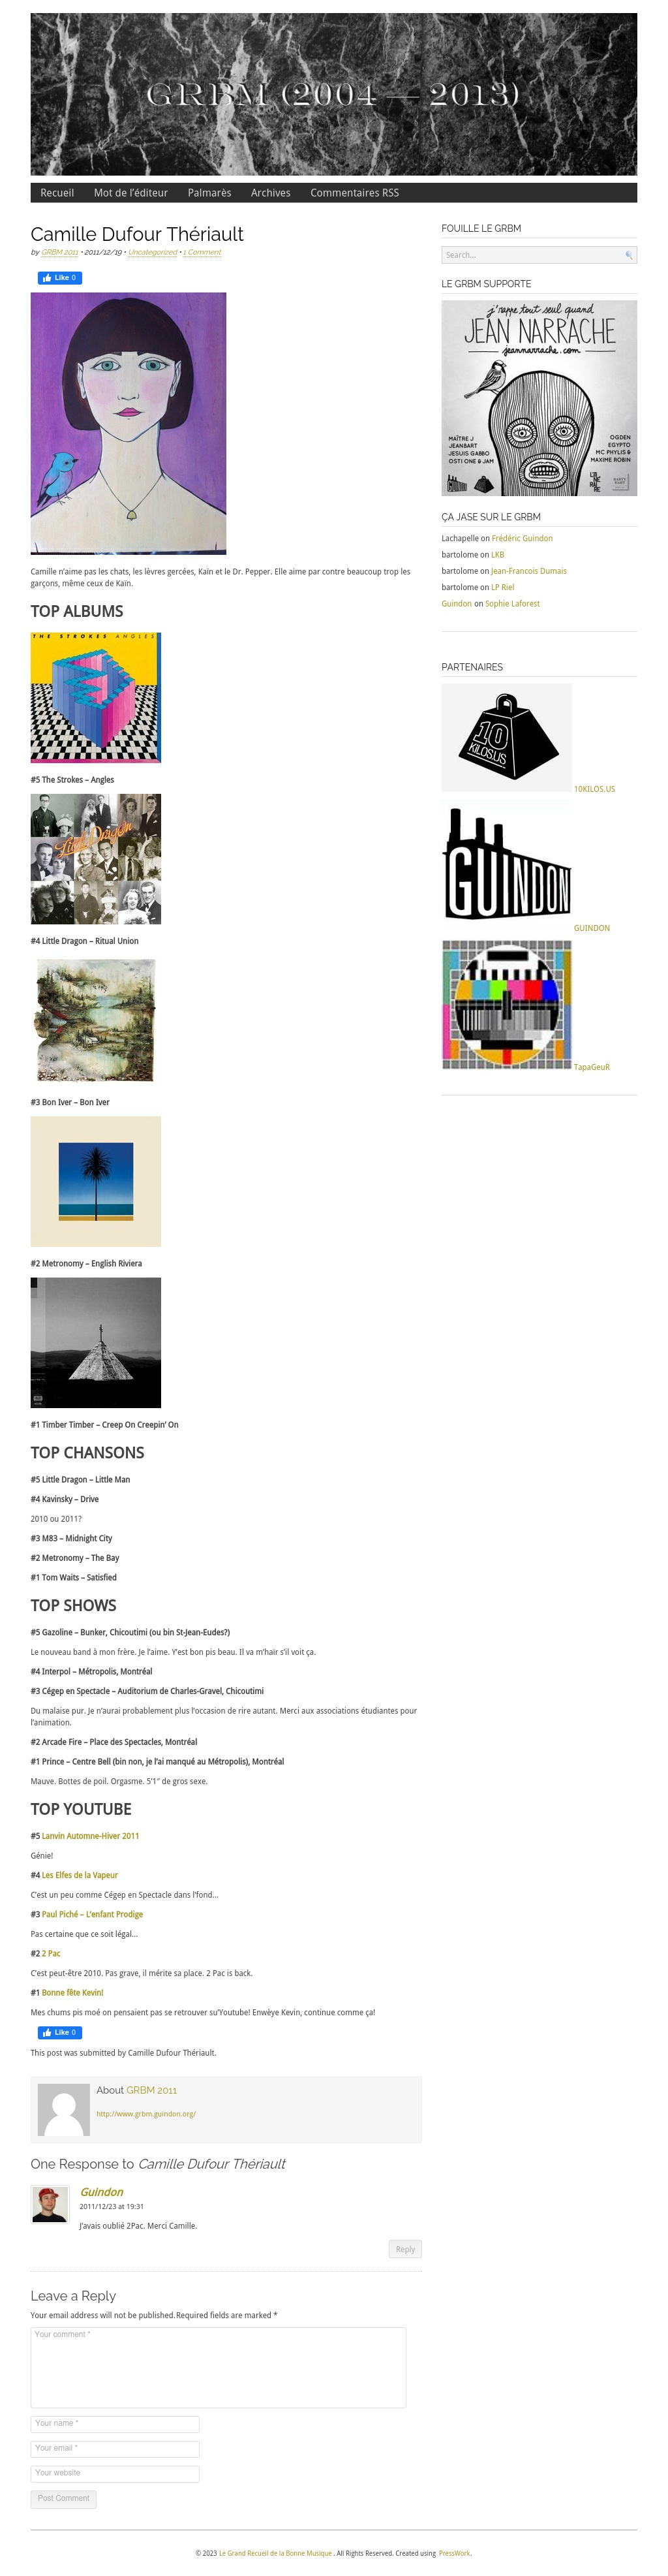 GRBM (2004 — 2013)
Recueil Mot de l'éditeur Palmarès Archives Commentaires RSS
Camille Dufour Thériault
by GRBM 2011 • 2011/12/19 • Uncategorized • 1 Comment
Like 0
Camille n'aime pas les chats, les lèvres gercées, Kaïn et le Dr. Pepper. Elle aime par contre beaucoup trop les
garçons, même ceux de Kaïn.
TOP ALBUMS
THE STROKES ANGLES
#5 The Strokes – Angles
Little Dragon
#4 Little Dragon – Ritual Union
#3 Bon Iver – Bon Iver
#2 Metronomy – English Riviera
#1 Timber Timber – Creep On Creepin' On
TOP CHANSONS
#5 Little Dragon – Little Man
#4 Kavinsky – Drive
2010 ou 2011?
#3 M83 – Midnight City
#2 Metronomy – The Bay
#1 Tom Waits – Satisfied
TOP SHOWS
#5 Gazoline – Bunker, Chicoutimi (ou bin St-Jean-Eudes?)
Le nouveau band à mon frère. Je l'aime. Y'est bon pis beau. Il va m'haïr s'il voit ça.
#4 Interpol – Métropolis, Montréal
#3 Cégep en Spectacle – Auditorium de Charles-Gravel, Chicoutimi
Du malaise pur. Je n'aurai probablement plus l'occasion de rire autant. Merci aux associations étudiantes pour
l'animation.
#2 Arcade Fire – Place des Spectacles, Montréal
#1 Prince – Centre Bell (bin non, je l'ai manqué au Métropolis), Montréal
Mauve. Bottes de poil. Orgasme. 5'1″ de gros sexe.
TOP YOUTUBE
#5 Lanvin Automne-Hiver 2011
Génie!
#4 Les Elfes de la Vapeur
C'est un peu comme Cégep en Spectacle dans l'fond…
#3 Paul Piché – L'enfant Prodige
Pas certaine que ce soit légal…
#2 2 Pac
C'est peut-être 2010. Pas grave, il mérite sa place. 2 Pac is back.
#1 Bonne fête Kevin!
Mes chums pis moé on pensaient pas se retrouver su'Youtube! Enwèye Kevin, continue comme ça!
Like 0
This post was submitted by Camille Dufour Thériault.
About GRBM 2011
http://www.grbm.guindon.org/
One Response to Camille Dufour Thériault
Guindon
2011/12/23 at 19:31
J'avais oublié 2Pac. Merci Camille.
Reply
Leave a Reply
Your email address will not be published. Required fields are marked *
Your comment *
Your name *
Your email *
Your website
Post Comment
FOUILLE LE GRBM
Search...
LE GRBM SUPPORTE
j'rappe tout seul quand
JEAN NARRACHE
jeannarrache.com
MAÎTRE J
JEANBART
JESUIS GABBO
OSTI ONE & JAM
OGDEN
EGYPTO
MC PHYLIS &
MAXIME ROBIN
ÇA JASE SUR LE GRBM
Lachapelle on Frédéric Guindon
bartolome on LKB
bartolome on Jean-Francois Dumais
bartolome on LP Riel
Guindon on Sophie Laforest
PARTENAIRES
10
KILOS.US
10KILOS.US
GUINDON
GUINDON
TapaGeuR
© 2023 Le Grand Recueil de la Bonne Musique . All Rights Reserved. Created using PressWork.